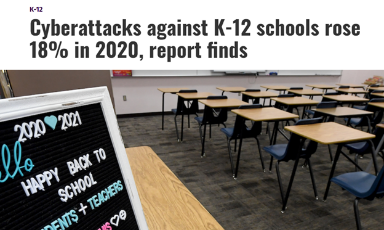 K-12
Cyberattacks against K-12 schools rose
18% in 2020, report finds
2020 2021
HAPPY BACK TO
SCHOOL
TEACHERS